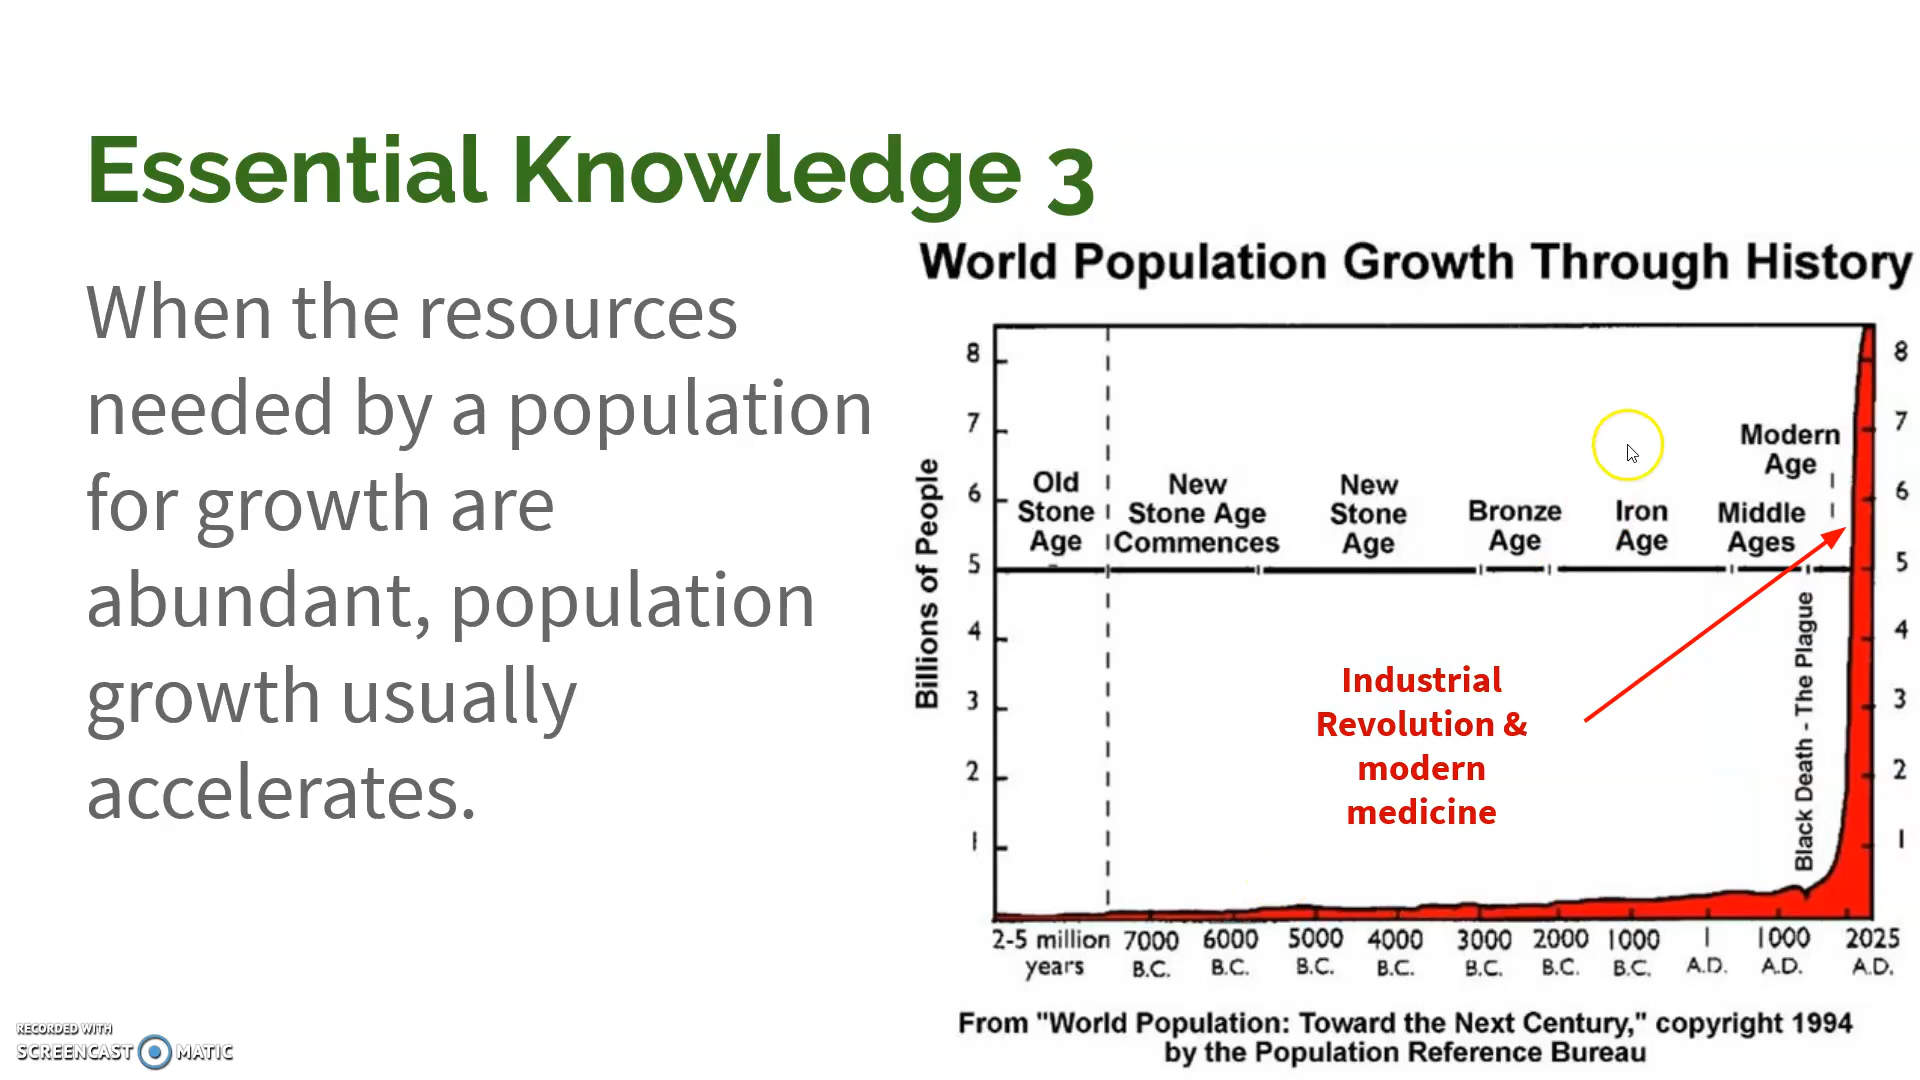 Essential Knowledge 3
When the resources
needed by a population
for growth are
abundant, population
growth usually
accelerates.
World Population Growth Through History
Billions of People
8
7
6
5
4
3
2
1
Old
Stone
Age
New
Stone Age
Commences
New
Stone
Age
Bronze
Age
Iron
Age
Middle
Ages
Modern
Age
Black Death - The Plague
Industrial
Revolution &
modern
medicine
8
7
6
5
4
3
2
1
2-5 million
years
7000
B.C.
6000
B.C.
5000
B.C.
4000
B.C.
3000
B.C.
2000
B.C.
1000
B.C.
1
A.D.
1000
A.D.
2025
A.D.
From "World Population: Toward the Next Century," copyright 1994
by the Population Reference Bureau
RECORDED WITH
SCREENCAST MATIC